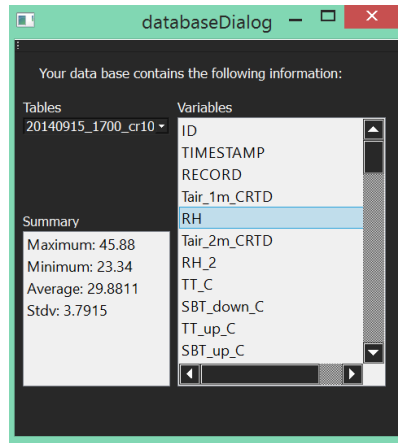 databaseDialog
Your data base contains the following information:
Tables
20140915_1700_cr10
Summary
Maximum: 45.88
Minimum: 23.34
Average: 29.8811
Stdv: 3.7915
Variables
ID
TIMESTAMP
RECORD
Tair_1m_CRTD
RH
Tair_2m_CRTD
RH_2
TT_C
SBT_down_C
TT_up_C
SBT_up_C